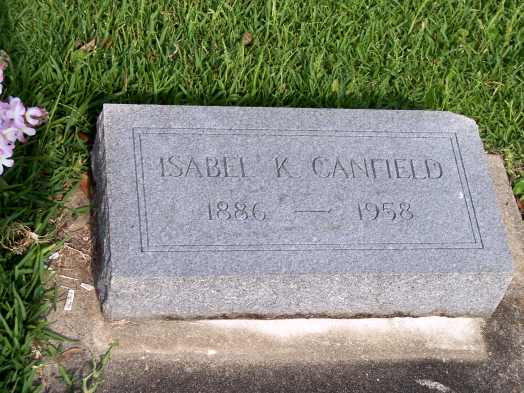 ISABEL K. CANFIELD
1886 — 1958